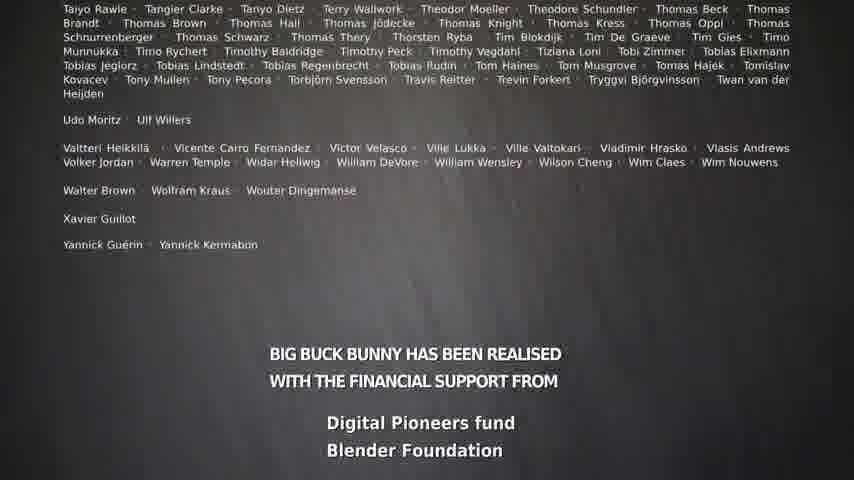 Taiyo Rawle · Tangier Clarke · Tanyo Dietz · Terry Wallwork · Theodor Moeller · Theodore Schundler · Thomas Beck · Thomas
Brandt · Thomas Brown · Thomas Hall · Thomas Jödecke · Thomas Knight · Thomas Kress · Thomas Oppl · Thomas
Schnurrenberger · Thomas Schwarz · Thomas Thery · Thorsten Ryba · Tim Blokdijk · Tim De Graeve · Tim Gies · Timo
Munnukka · Timo Rychert · Timothy Baldridge · Timothy Peck · Timothy Vegdahl · Tiziana Loni · Tobi Zimmer · Tobias Elixmann
Tobias Jeglorz · Tobias Lindstedt · Tobias Regenbrecht · Tobias Rudin · Tom Haines · Tom Musgrove · Tomas Hajek · Tomislav
Kovacev · Tony Mullen · Tony Pecora · Torbjörn Svensson · Travis Reitter · Trevin Forkert · Tryggvi Björgvinsson · Twan van der
Heijden
Udo Moritz · Ulf Willers
Valtteri Heikkilä · Vicente Carro Fernandez · Victor Velasco · Ville Lukka · Ville Valtokari · Vladimir Hrasko · Vlasis Andrews
Volker Jordan · Warren Temple · Widar Hellwig · William DeVore · William Wensley · Wilson Cheng · Wim Claes · Wim Nouwens
Walter Brown · Wolfram Kraus · Wouter Dingemanse
Xavier Guillot
Yannick Guérin · Yannick Kermabon
BIG BUCK BUNNY HAS BEEN REALISED
WITH THE FINANCIAL SUPPORT FROM
Digital Pioneers fund
Blender Foundation